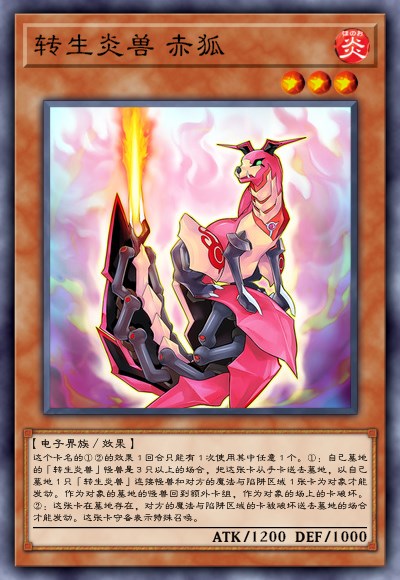 转生炎兽 赤狐
ほのお
炎
【电子界族／效果】
这个卡名的①②的效果1回合只能有1次使用其中任意1个。①：自己墓地
的「转生炎兽」怪兽是3只以上的场合，把这张卡从手卡送去墓地，以自己
墓地1只「转生炎兽」连接怪兽和对方的魔法与陷阱区域1张卡为对象才能
发动。作为对象的墓地的怪兽回到额外卡组，作为对象的场上的卡破坏。
②：这张卡在墓地存在，对方的魔法与陷阱区域的卡被破坏送去墓地的场合
才能发动。这张卡守备表示特殊召唤。
ATK/1200 DEF/1000